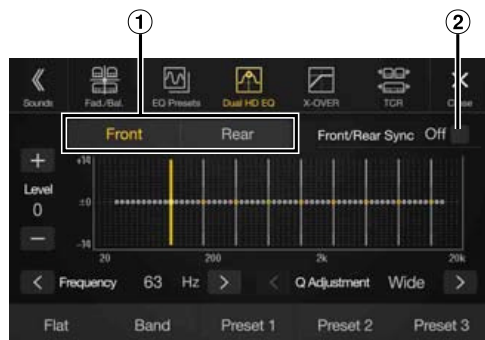 1 2
Sounds Fad./Bal. EQ Presets Dual HD EQ X-OVER TCR Close
Front Rear Front/Rear Sync Off
+14
Level
0
±0
-14
20 200 2k 20k
< Frequency 63 Hz > < Q Adjustment Wide >
Flat Band Preset 1 Preset 2 Preset 3